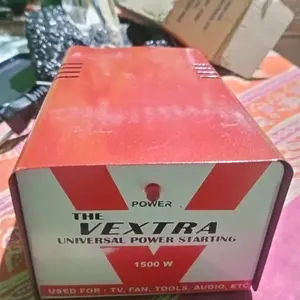 POWER
THE
VEXTRA
UNIVERSAL POWER STARTING
1500 W
USED FOR : TV, FAN, TOOLS, AUDIO, ETC